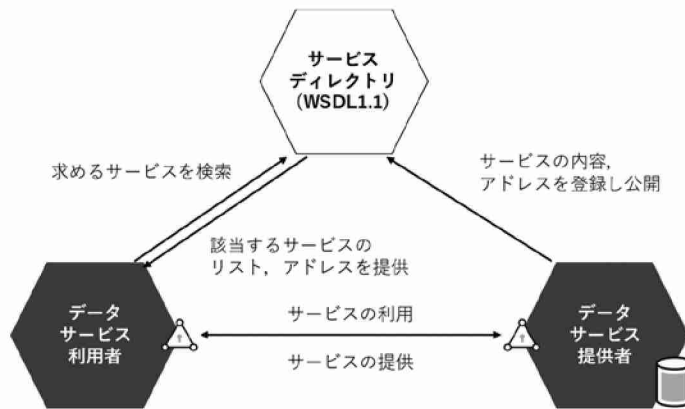 サービス
ディレクトリ
(WSDL1.1)
求めるサービスを検索
サービスの内容,
アドレスを登録し公開
該当するサービスの
リスト, アドレスを提供
データ
サービス
利用者
サービスの利用
サービスの提供
データ
サービス
提供者